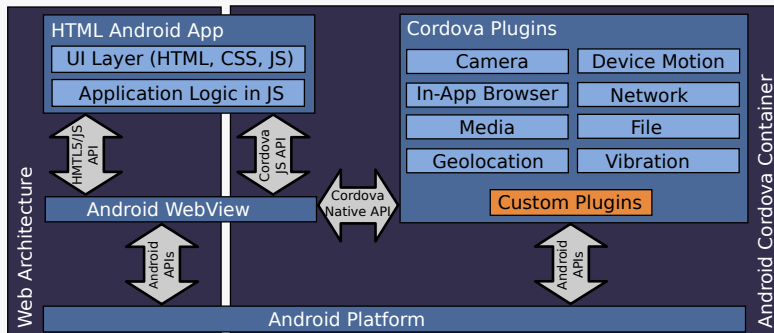 HTML Android App
UI Layer (HTML, CSS, JS)
Application Logic in JS
HMTL5/JS
API
Cordova
JS API
Android WebView
Cordova
Native API
Android
APIs
Cordova Plugins
Camera
Device Motion
In-App Browser
Network
Media
File
Geolocation
Vibration
Custom Plugins
Android
APIs
Android Platform
Web Architecture
Android Cordova Container